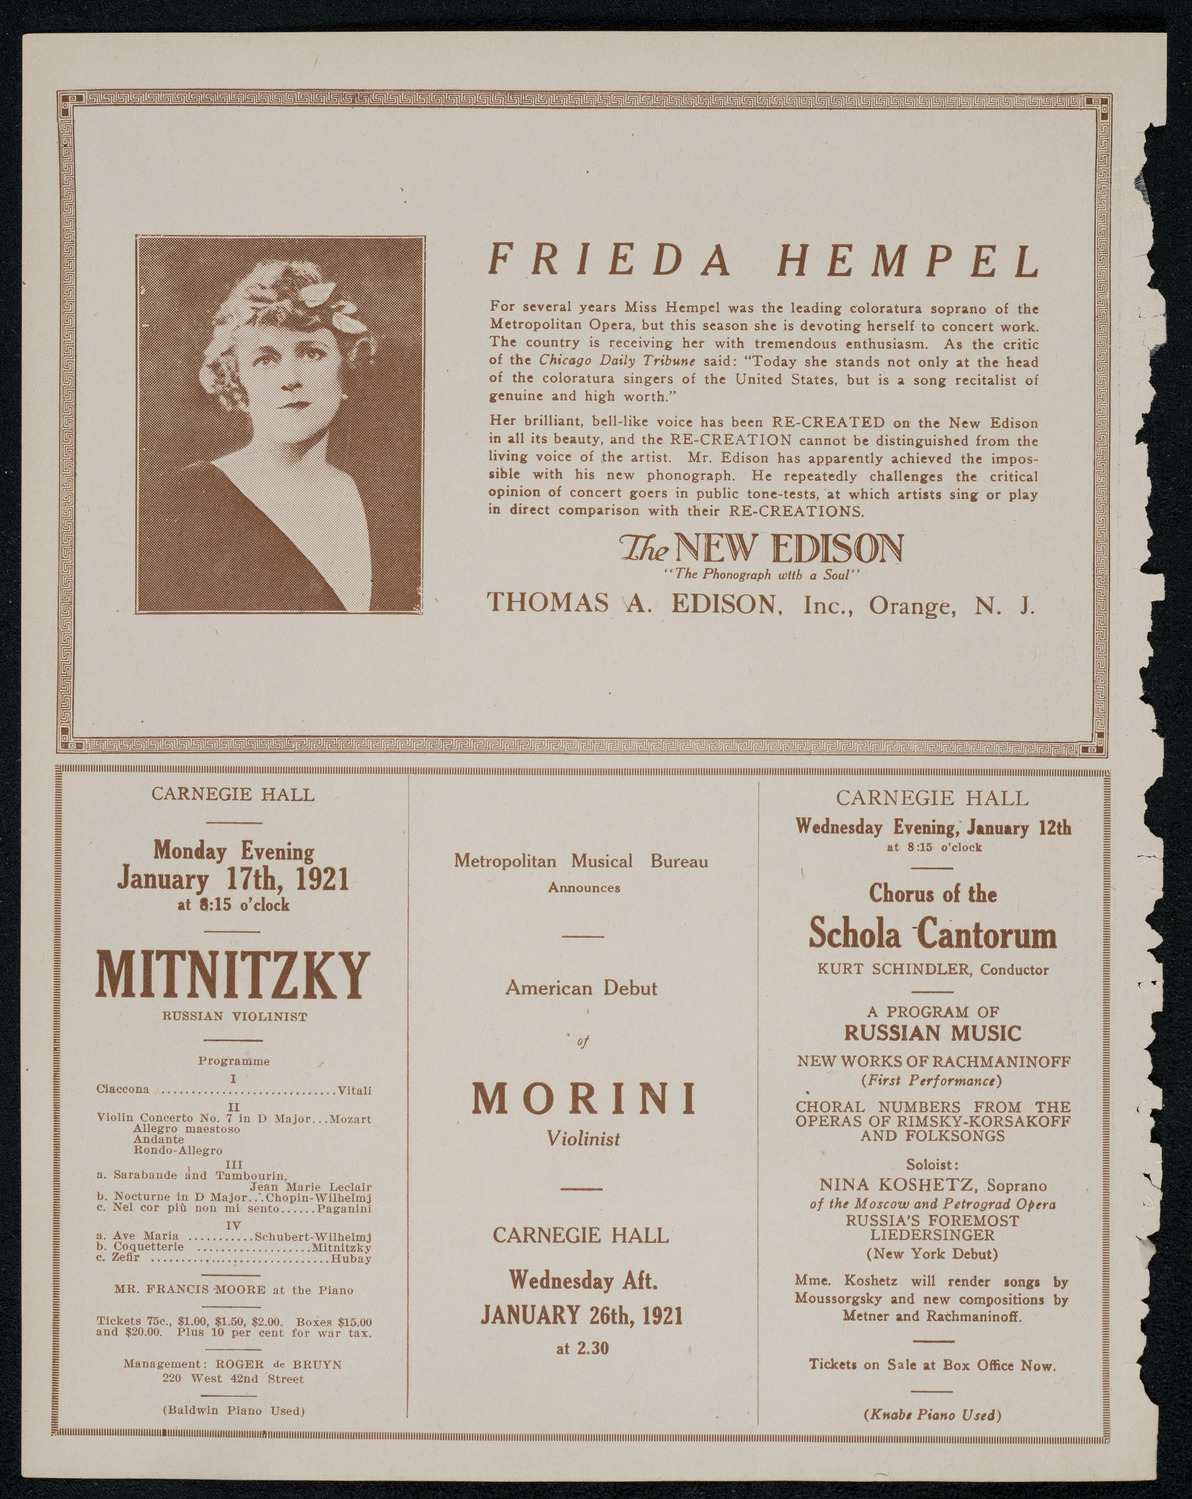 FRIEDA HEMPEL
For several years Miss Hempel was the leading coloratura soprano of the
Metropolitan Opera, but this season she is devoting herself to concert work.
The country is receiving her with tremendous enthusiasm. As the critic
of the Chicago Daily Tribune said: “Today she stands not only at the head
of the coloratura singers of the United States, but is a song recitalist of
genuine and high worth.”
Her brilliant, bell-like voice has been RE-CREATED on the New Edison
in all its beauty, and the RE-CREATION cannot be distinguished from the
living voice of the artist. Mr. Edison has apparently achieved the impos-
sible with his new phonograph. He repeatedly challenges the critical
opinion of concert goers in public tone-tests, at which artists sing or play
in direct comparison with their RE-CREATIONS.
The NEW EDISON
“The Phonograph with a Soul”
THOMAS A. EDISON, Inc., Orange, N. J.
CARNEGIE HALL
Monday Evening
January 17th, 1921
at 8:15 o'clock
MITNITZKY
RUSSIAN VIOLINIST
Programme
I
Ciaccona ............................Vitali
II
Violin Concerto No. 7 in D Major...Mozart
Allegro maestoso
Andante
Rondo-Allegro
III
a. Sarabande and Tambourin,
Jean Marie Leclair
b. Nocturne in D Major...Chopin-Wilhelmj
c. Nel cor più non mi sento......Paganini
IV
a. Ave Maria ...........Schubert-Wilhelmj
b. Coquetterie ...................Mitnitzky
c. Zefir ..............................Hubay
MR. FRANCIS MOORE at the Piano
Tickets 75c., $1.00, $1.50, $2.00. Boxes $15.00
and $20.00. Plus 10 per cent for war tax.
Management: ROGER de BRUYN
220 West 42nd Street
(Baldwin Piano Used)
Metropolitan Musical Bureau
Announces
American Debut
of
MORINI
Violinist
CARNEGIE HALL
Wednesday Aft.
JANUARY 26th, 1921
at 2.30
CARNEGIE HALL
Wednesday Evening, January 12th
at 8:15 o'clock
Chorus of the
Schola Cantorum
KURT SCHINDLER, Conductor
A PROGRAM OF
RUSSIAN MUSIC
NEW WORKS OF RACHMANINOFF
(First Performance)
CHORAL NUMBERS FROM THE
OPERAS OF RIMSKY-KORSAKOFF
AND FOLKSONGS
Soloist:
NINA KOSHETZ, Soprano
of the Moscow and Petrograd Opera
RUSSIA'S FOREMOST
LIEDERSINGER
(New York Debut)
Mme. Koshetz will render songs by
Moussorgsky and new compositions by
Metner and Rachmaninoff.
Tickets on Sale at Box Office Now.
(Knabe Piano Used)